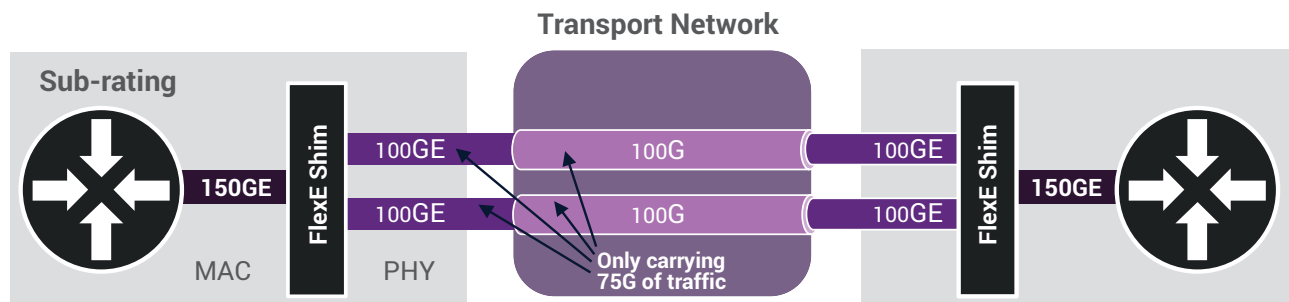 Transport Network
Sub-rating
150GE
FlexE Shim
100GE
100G
100GE
FlexE Shim
150GE
100GE
100G
100GE
MAC
PHY
Only carrying
75G of traffic